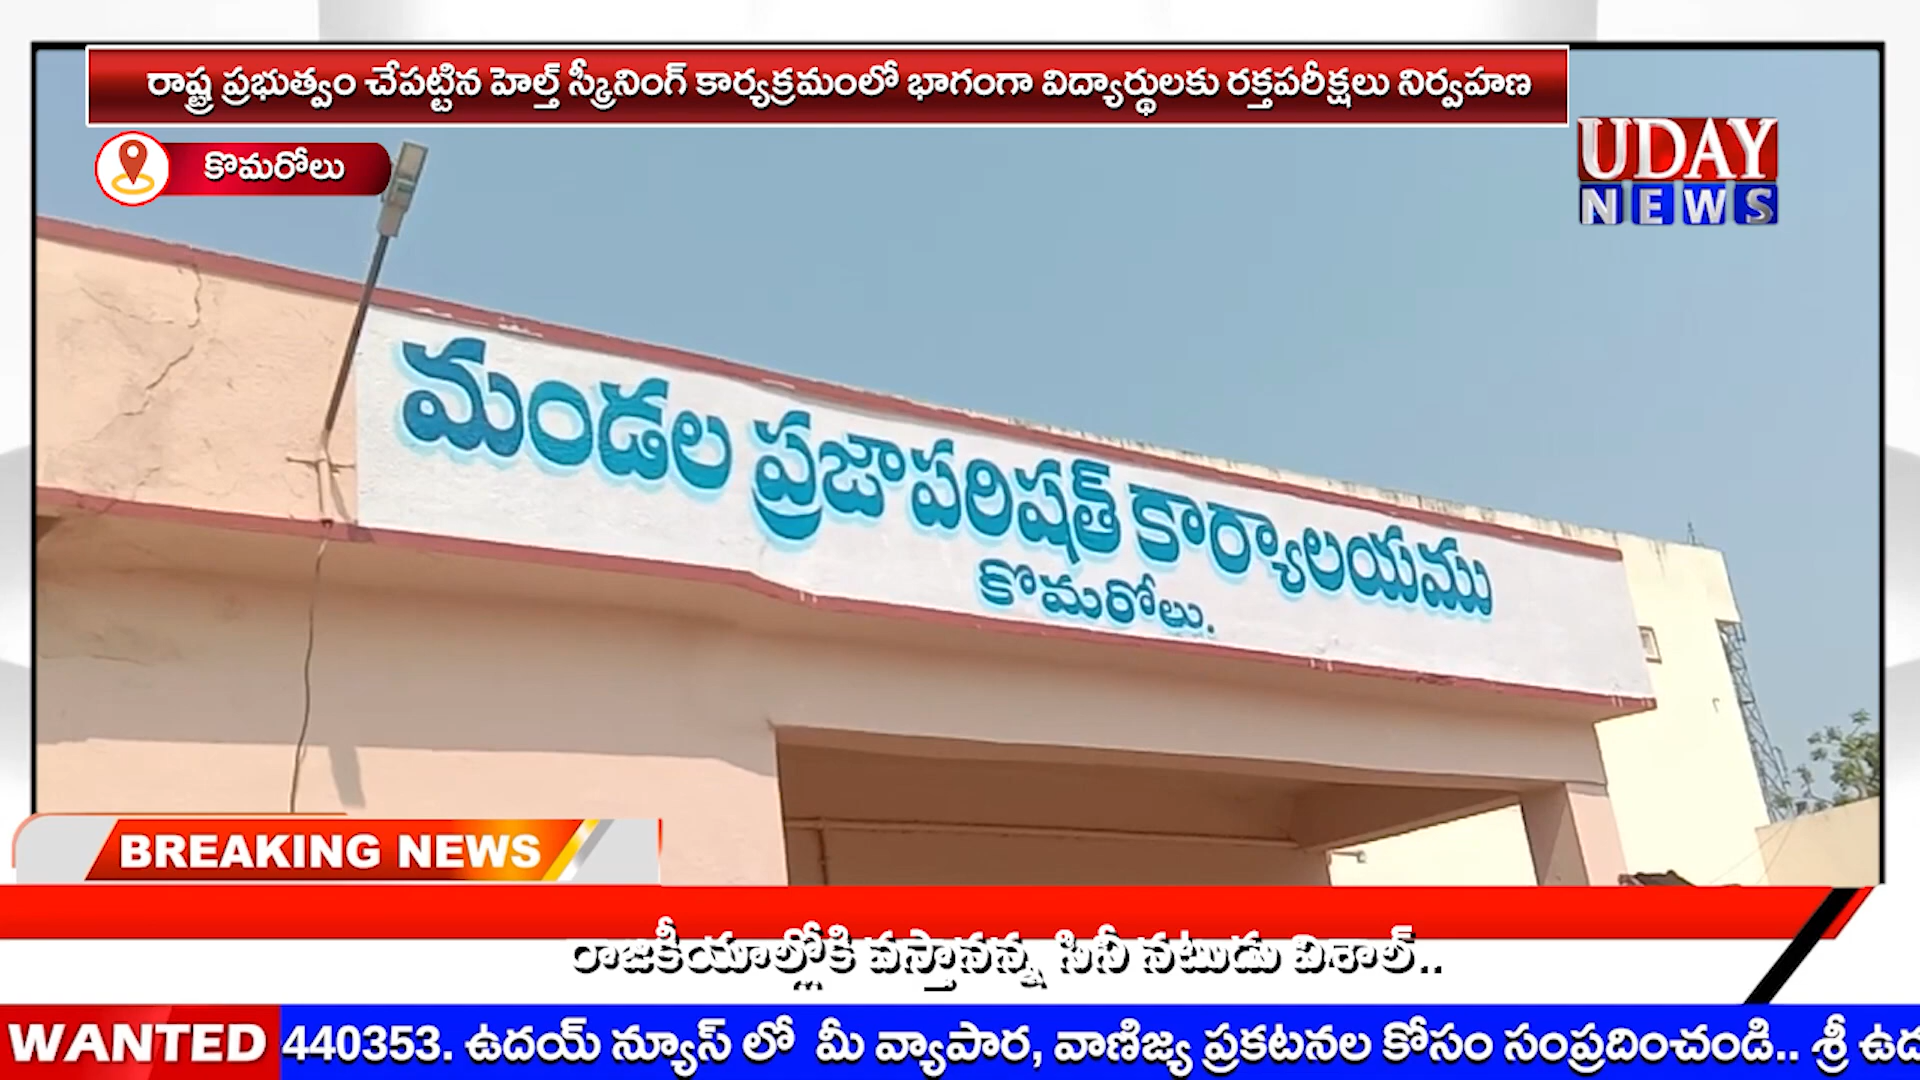 రాష్ట్ర ప్రభుత్వం చేపట్టిన హెల్త్ స్క్రీనింగ్ కార్యక్రమంలో భాగంగా విద్యార్థులకు రక్తపరీక్షలు నిర్వహణ
కొమరోలు
UDAY
NEWS
మండల ప్రజాపరిషత్ కార్యాలయము
కొమరోలు.
BREAKING NEWS
రాజకీయాల్లోకి వస్తానన్న సినీ నటుడు విశాల్..
WANTED 440353. ఉదయ్ న్యూస్ లో మీ వ్యాపార, వాణిజ్య ప్రకటనల కోసం సంప్రదించండి.. శ్రీ